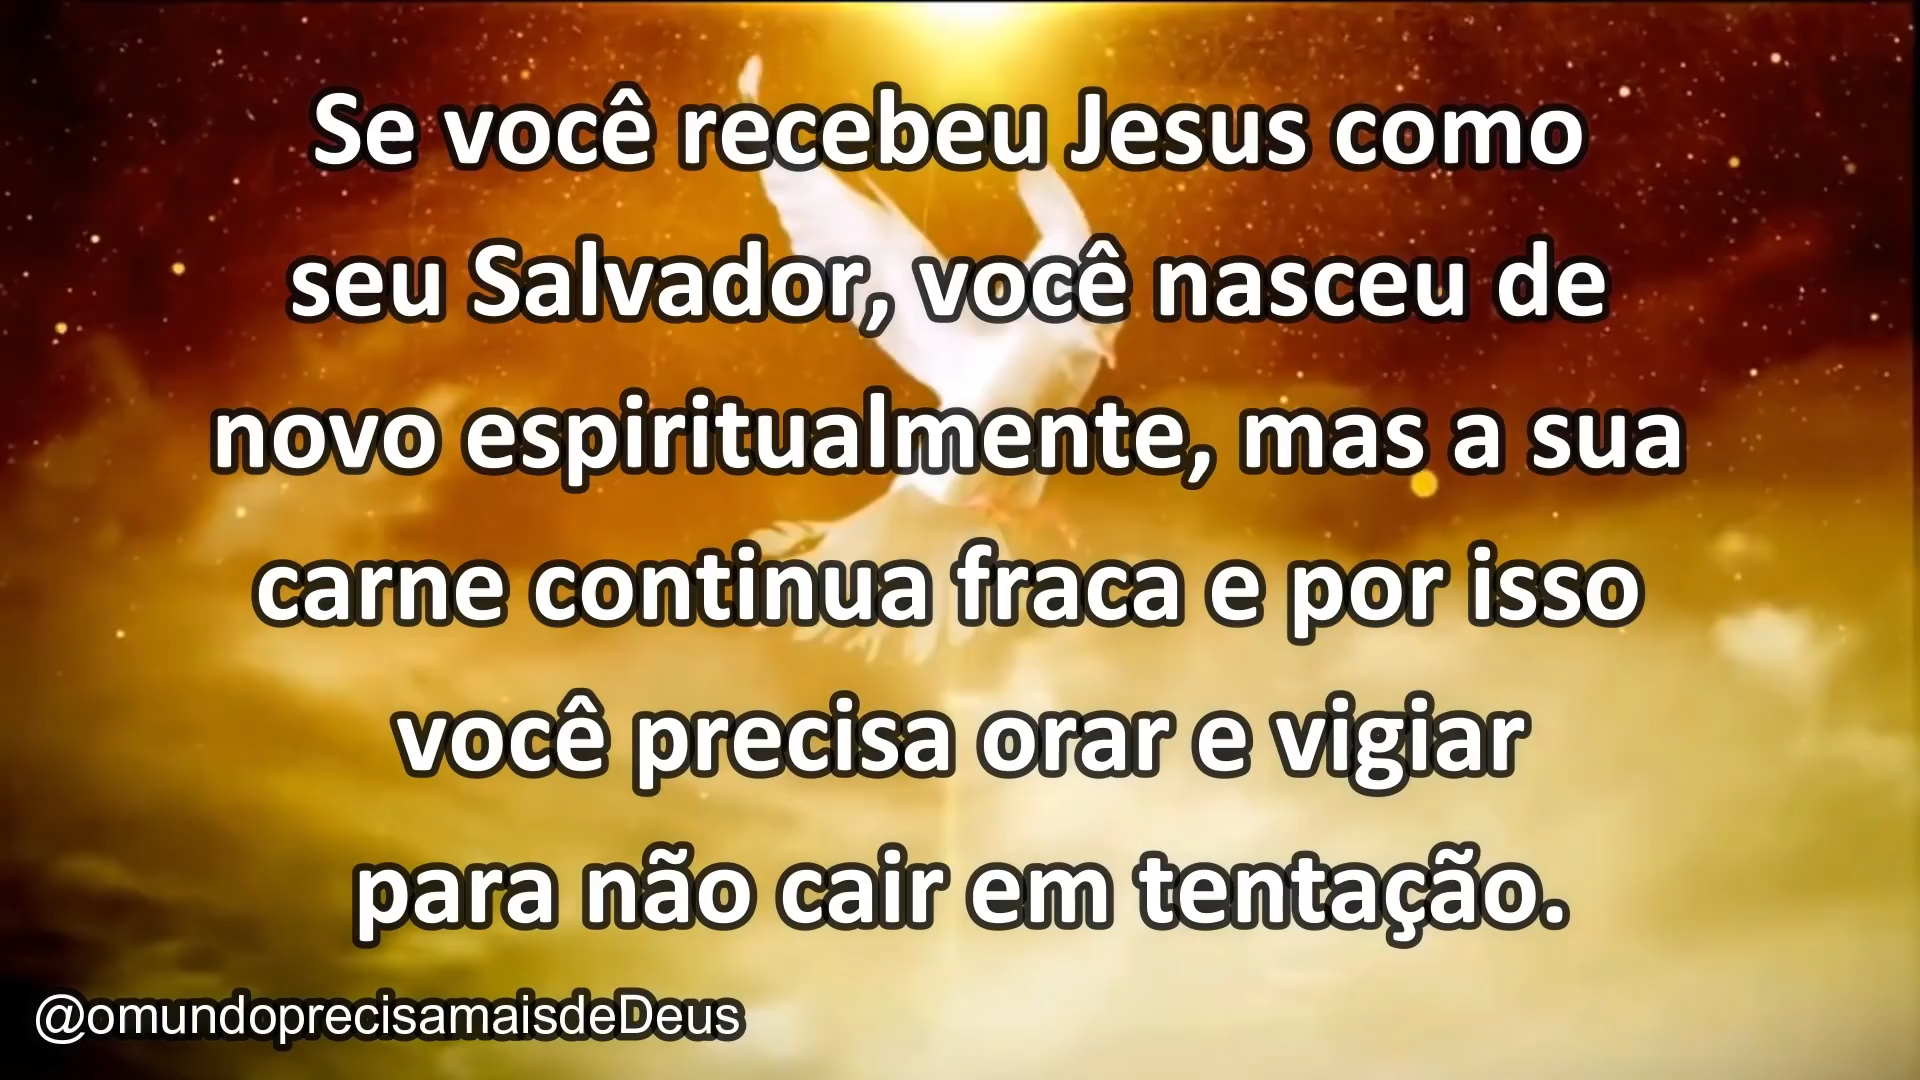 Se você recebeu Jesus como
seu Salvador, você nasceu de
novo espiritualmente, mas a sua
carne continua fraca e por isso
você precisa orar e vigiar
para não cair em tentação.
@omundoprecisamaisdeDeus